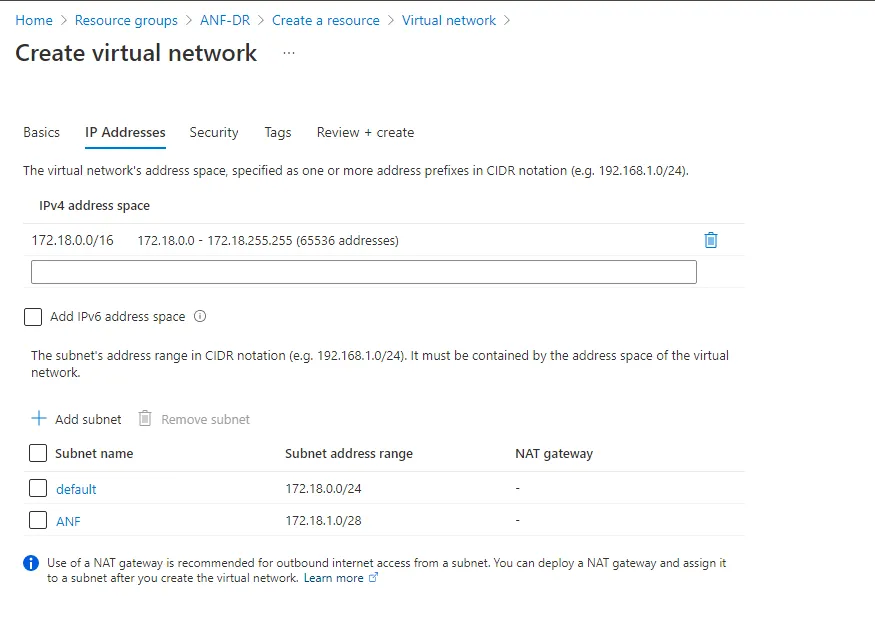 Home > Resource groups > ANF-DR > Create a resource > Virtual network >
Create virtual network ...
Basics IP Addresses Security Tags Review + create
The virtual network's address space, specified as one or more address prefixes in CIDR notation (e.g. 192.168.1.0/24).
IPv4 address space
172.18.0.0/16 172.18.0.0 - 172.18.255.255 (65536 addresses)
Add IPv6 address space
The subnet's address range in CIDR notation (e.g. 192.168.1.0/24). It must be contained by the address space of the virtual
network.
+ Add subnet Remove subnet
Subnet name Subnet address range NAT gateway
default 172.18.0.0/24 -
ANF 172.18.1.0/28 -
Use of a NAT gateway is recommended for outbound internet access from a subnet. You can deploy a NAT gateway and assign it
to a subnet after you create the virtual network. Learn more